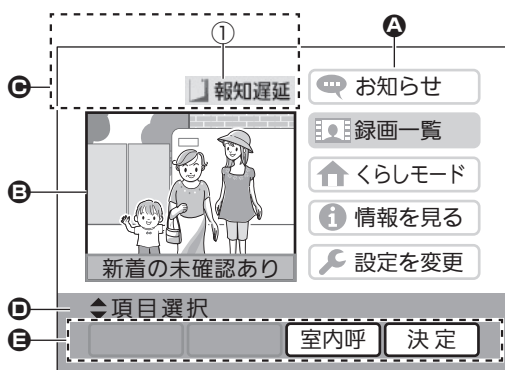 ①
A
C
報知遅延
お知らせ
録画一覧
くらしモード
B
情報を見る
新着の未確認あり
設定を変更
D
項目選択
E
室内呼
決定